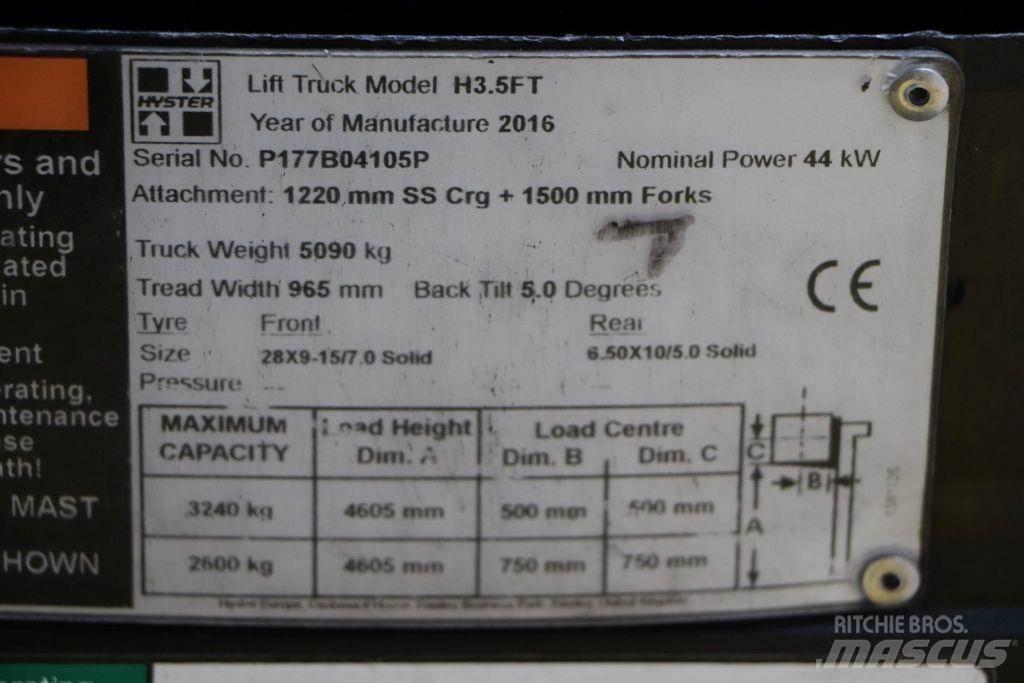 HYSTER
Lift Truck Model H3.5FT
Year of Manufacture 2016
Serial No. P177B04105P Nominal Power 44 kW
Attachment: 1220 mm SS Crg + 1500 mm Forks
Truck Weight 5090 kg
Tread Width 965 mm Back Tilt 5.0 Degrees
CE
Tyre Front Rear
Size 28X9-15/7.0 Solid 6.50X10/5.0 Solid
Pressure --- ---
MAXIMUM CAPACITY Load Height Dim. A Load Centre Dim. B Dim. C
3240 kg 4605 mm 500 mm 500 mm
2600 kg 4605 mm 750 mm 750 mm
C
B
A
rs and
nly
ating
ated
in
ent
erating,
ntenance
use
ath!
MAST
HOWN
erating
RITCHIE BROS.
MASCUS